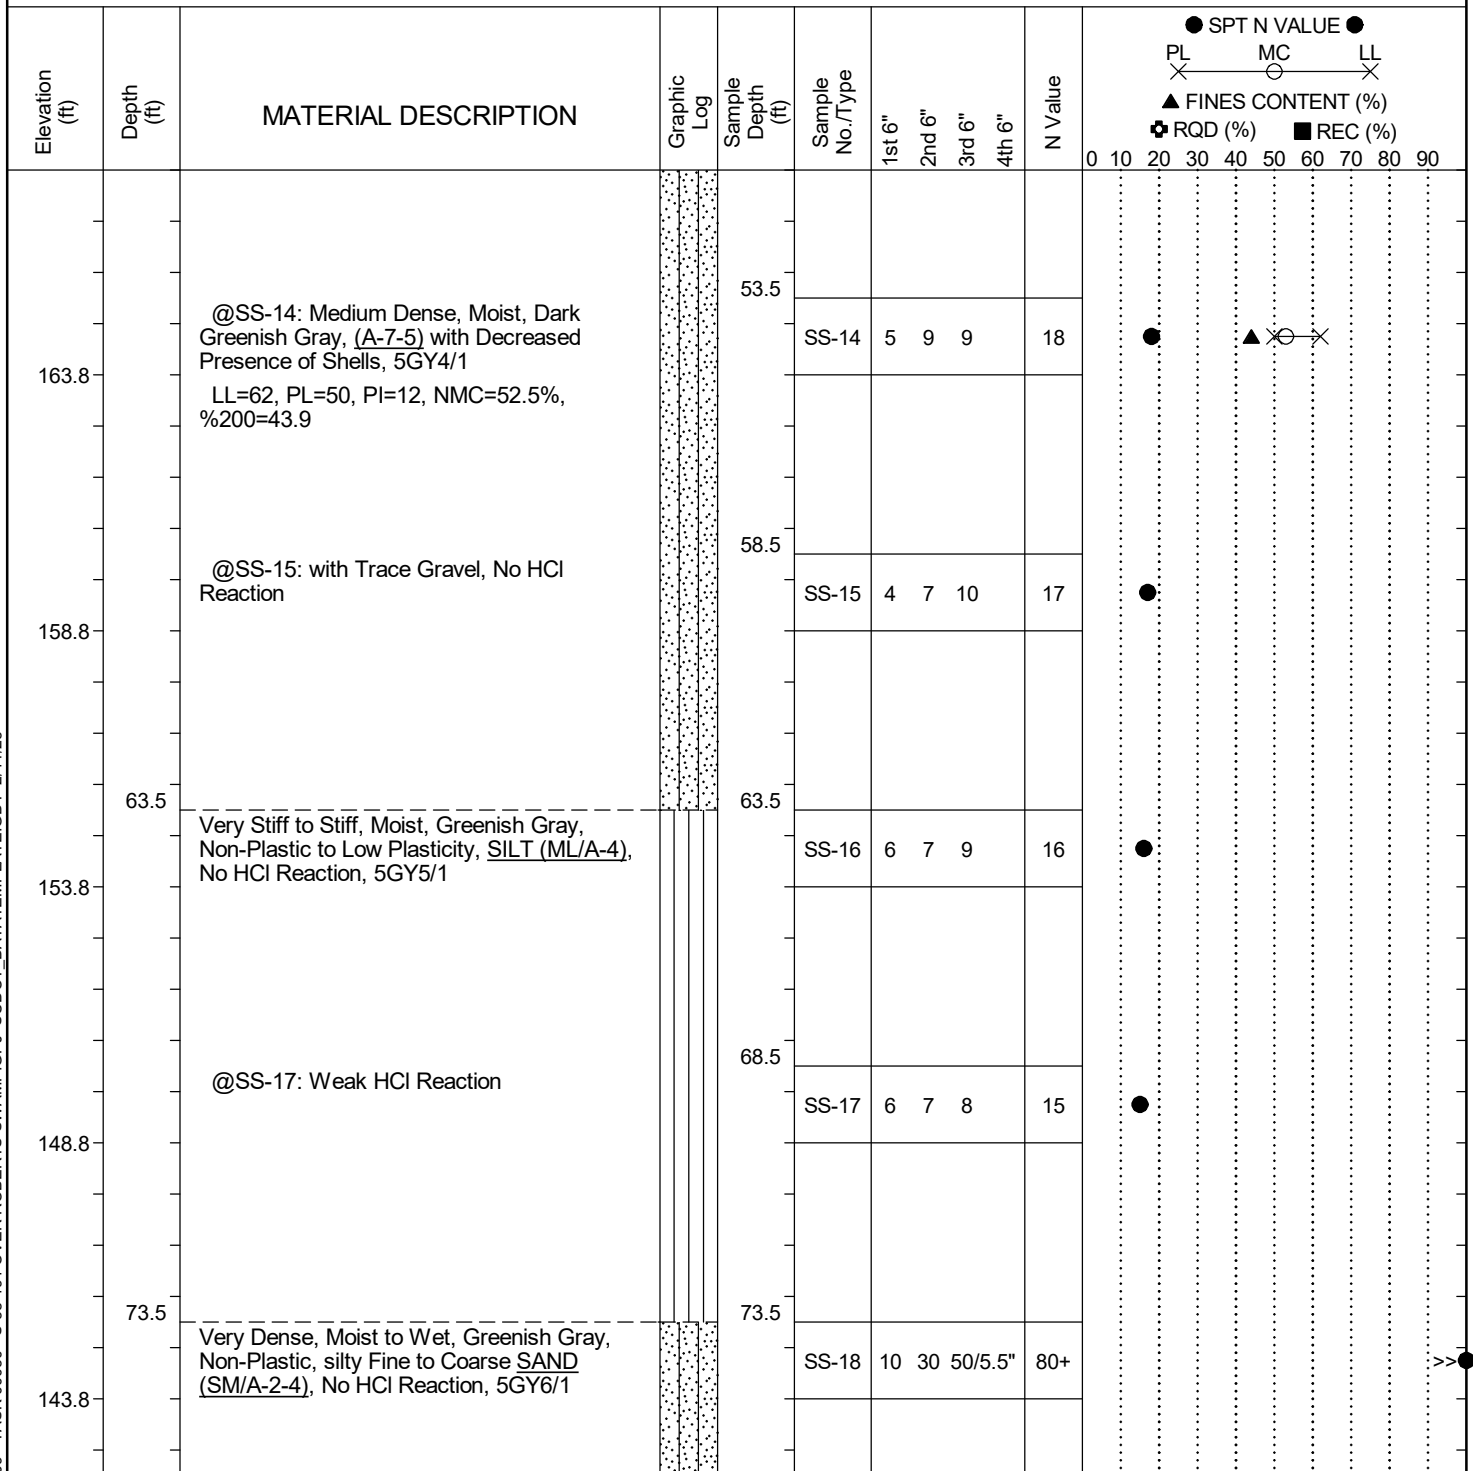 ● SPT N VALUE ●
PL MC LL
▲ FINES CONTENT (%)
RQD (%) ■ REC (%)
0 10 20 30 40 50 60 70 80 90
Elevation (ft)
Depth (ft)
MATERIAL DESCRIPTION
Graphic Log
Sample Depth (ft)
Sample No./Type
1st 6"
2nd 6"
3rd 6"
4th 6"
N Value
53.5
@SS-14: Medium Dense, Moist, Dark
Greenish Gray, (A-7-5) with Decreased
Presence of Shells, 5GY4/1
SS-14 5 9 9 18
163.8
LL=62, PL=50, PI=12, NMC=52.5%,
%200=43.9
58.5
@SS-15: with Trace Gravel, No HCl
Reaction
SS-15 4 7 10 17
158.8
63.5 63.5
Very Stiff to Stiff, Moist, Greenish Gray,
Non-Plastic to Low Plasticity, SILT (ML/A-4),
No HCl Reaction, 5GY5/1
SS-16 6 7 9 16
153.8
68.5
@SS-17: Weak HCl Reaction
SS-17 6 7 8 15
148.8
73.5 73.5
Very Dense, Moist to Wet, Greenish Gray,
Non-Plastic, silty Fine to Coarse SAND
(SM/A-2-4), No HCl Reaction, 5GY6/1
SS-18 10 30 50/5.5" 80+ >>
143.8